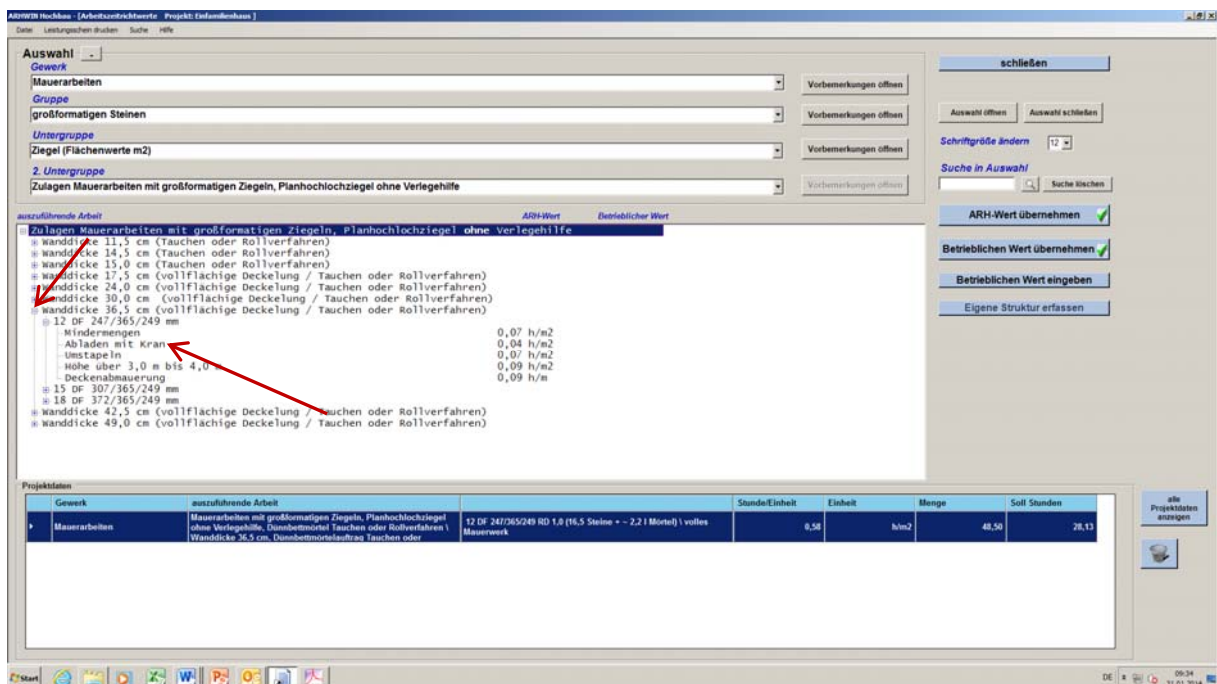 ARHWIN Hochbau - [Arbeitszeitrichtwerte Projekt: Einfamilienhaus ]
Datei Leistungsschein drucken Suche Hilfe
Auswahl -
Gewerk
Mauerarbeiten
Vorbemerkungen öffnen
Gruppe
großformatigen Steinen
Vorbemerkungen öffnen
Untergruppe
Ziegel (Flächenwerte m2)
Vorbemerkungen öffnen
2. Untergruppe
Zulagen Mauerarbeiten mit großformatigen Ziegeln, Planhochlochziegel ohne Verlegehilfe
Vorbemerkungen öffnen
schließen
Auswahl öffnen Auswahl schließen
Schriftgröße ändern 12
Suche in Auswahl
Suche löschen
ARH-Wert übernehmen
Betrieblichen Wert übernehmen
Betrieblichen Wert eingeben
Eigene Struktur erfassen
auszuführende Arbeit ARH-Wert Betrieblicher Wert
Zulagen Mauerarbeiten mit großformatigen Ziegeln, Planhochlochziegel ohne Verlegehilfe
Wanddicke 11,5 cm (Tauchen oder Rollverfahren)
Wanddicke 14,5 cm (Tauchen oder Rollverfahren)
Wanddicke 15,0 cm (Tauchen oder Rollverfahren)
Wanddicke 17,5 cm (vollflächige Deckelung / Tauchen oder Rollverfahren)
Wanddicke 24,0 cm (vollflächige Deckelung / Tauchen oder Rollverfahren)
Wanddicke 30,0 cm (vollflächige Deckelung / Tauchen oder Rollverfahren)
Wanddicke 36,5 cm (vollflächige Deckelung / Tauchen oder Rollverfahren)
12 DF 247/365/249 mm
Mindermengen 0,07 h/m2
Abladen mit Kran 0,04 h/m2
Umstapeln 0,07 h/m2
Höhe über 3,0 m bis 4,0 m 0,09 h/m2
Deckenabmauerung 0,09 h/m
15 DF 307/365/249 mm
18 DF 372/365/249 mm
Wanddicke 42,5 cm (vollflächige Deckelung / Tauchen oder Rollverfahren)
Wanddicke 49,0 cm (vollflächige Deckelung / Tauchen oder Rollverfahren)
Projektdaten
Gewerk auszuführende Arbeit Stunde/Einheit Einheit Menge Soll Stunden
Mauerarbeiten mit großformatigen Ziegeln, Planhochlochziegel
ohne Verlegehilfe, Dünnbettmörtel Tauchen oder Rollverfahren \
Wanddicke 36,5 cm, Dünnbettmörtelauftrag Tauchen oder
Mauerarbeiten
12 DF 247/365/249 RD 1,0 (16,5 Steine + ~ 2,2 l Mörtel) \ volles
Mauerwerk
0,58 h/m2 48,50 28,13
alle
Projektdaten
anzeigen
Start
DE
09:34
31.01.2014